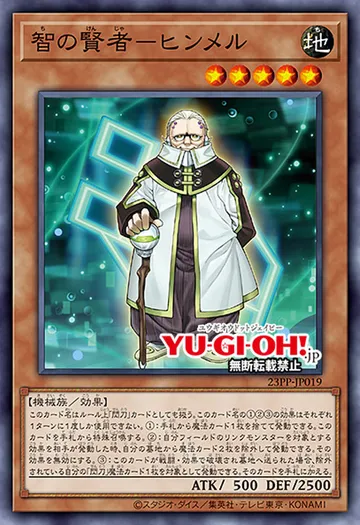 ち けんじゃ
智の賢者－ヒンメル
ち
地
ユウギオウドットジェイピー
YU-GI-OH!.jp
無断転載禁止
23PP-JP019
【機械族／効果】
このカード名はルール上「閃刀」カードとしても扱う。このカード名の①②③の効果はそれぞれ
1ターンに1度しか使用できない。①：手札から魔法カード1枚を捨てて発動できる。この
カードを手札から特殊召喚する。②：自分フィールドのリンクモンスターを対象とする
効果を相手が発動した時、自分の墓地から魔法カード2枚を除外して発動できる。その
効果を無効にする。③：このカードが戦闘・効果で破壊され墓地へ送られた場合、除外
されている自分の「閃刀」魔法カード1枚を対象として発動できる。そのカードを手札に加える。
ATK／ 500 DEF／2500
©スタジオ・ダイス／集英社・テレビ東京・KONAMI